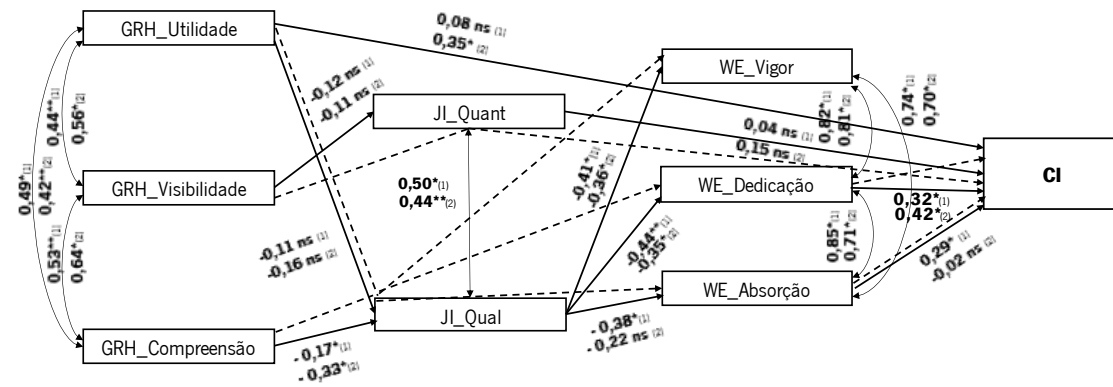 GRH_Utilidade
0,08 ns (1)
0,35* (2)
WE_Vigor
-0,12 ns (1)
-0,11 ns (2)
JI_Quant
0,44**(1)
0,56*(2)
0,82*(1)
0,81*(2)
0,74*(1)
0,70*(2)
0,04 ns (1)
0,15 ns (2)
CI
0,49*(1)
0,42**(2)
GRH_Visibilidade
0,50*(1)
0,44**(2)
-0,41*(1)
-0,36*(2)
WE_Dedicação
0,32*(1)
0,42*(2)
0,53**(1)
0,64*(2)
-0,11 ns (1)
-0,16 ns (2)
-0,44**(1)
-0,35*(2)
0,85*(1)
0,71*(2)
0,29* (1)
-0,02 ns (2)
WE_Absorção
JI_Qual
GRH_Compreensão
- 0,17*(1)
- 0,33*(2)
- 0,38*(1)
- 0,22 ns (2)